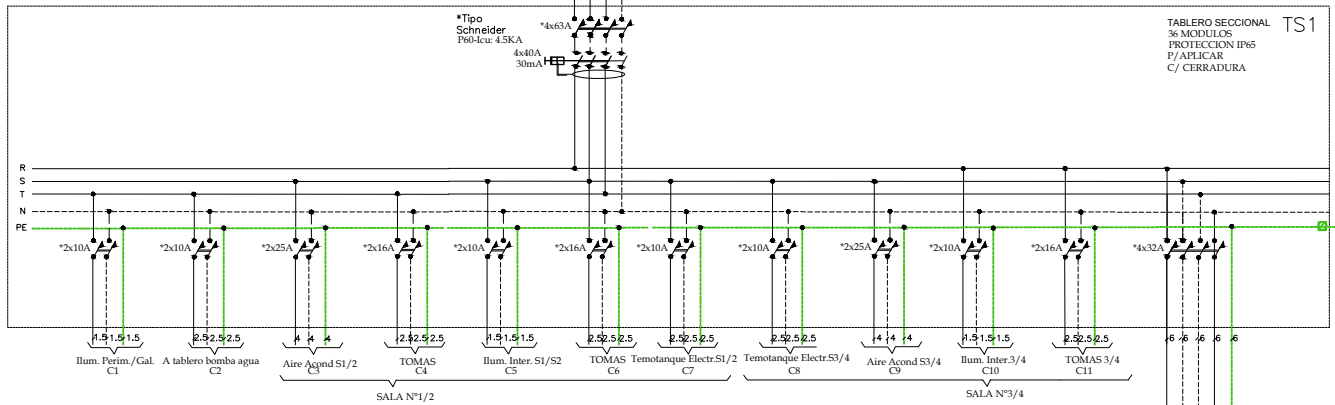 *Tipo
Schneider
P60-Icu: 4.5KA
*4x63A
4x40A
30mA
TABLERO SECCIONAL TS1
36 MODULOS
PROTECCION IP65
P/APLICAR
C/ CERRADURA
R
S
T
N
PE
*2x10A *2x10A *2x25A *2x16A *2x10A *2x16A *2x10A *2x10A *2x25A *2x10A *2x16A *4x32A
1.5 1.5 1.5 2.5 2.5 2.5 4 4 4 2.5 2.5 2.5 1.5 1.5 1.5 2.5 2.5 2.5 2.5 2.5 2.5 2.5 2.5 2.5 4 4 4 1.5 1.5 1.5 2.5 2.5 2.5 6 6 6 6 6
Ilum. Perim./Gal.
C1
A tablero bomba agua
C2
Aire Acond S1/2
C3
TOMAS
C4
Ilum. Inter. S1/S2
C5
TOMAS
C6
Temotanque Electr.S1/2
C7
Temotanque Electr.S3/4
C8
Aire Acond S3/4
C9
Ilum. Inter.3/4
C10
TOMAS 3/4
C11
SALA N°1/2
SALA N°3/4